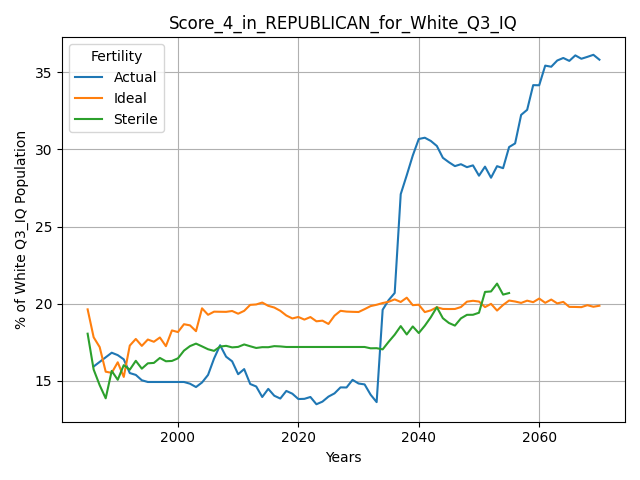 Score_4_in_REPUBLICAN_for_White_Q3_IQ
Fertility
Actual
Ideal
Sterile
% of White Q3_IQ Population
35
30
25
20
15
2000
2020
2040
2060
Years